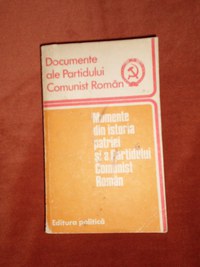 Documente
ale Partidului
Comunist Român
Momente
din istoria
patriei
și a Partidului
Comunist
Român
Editura politică